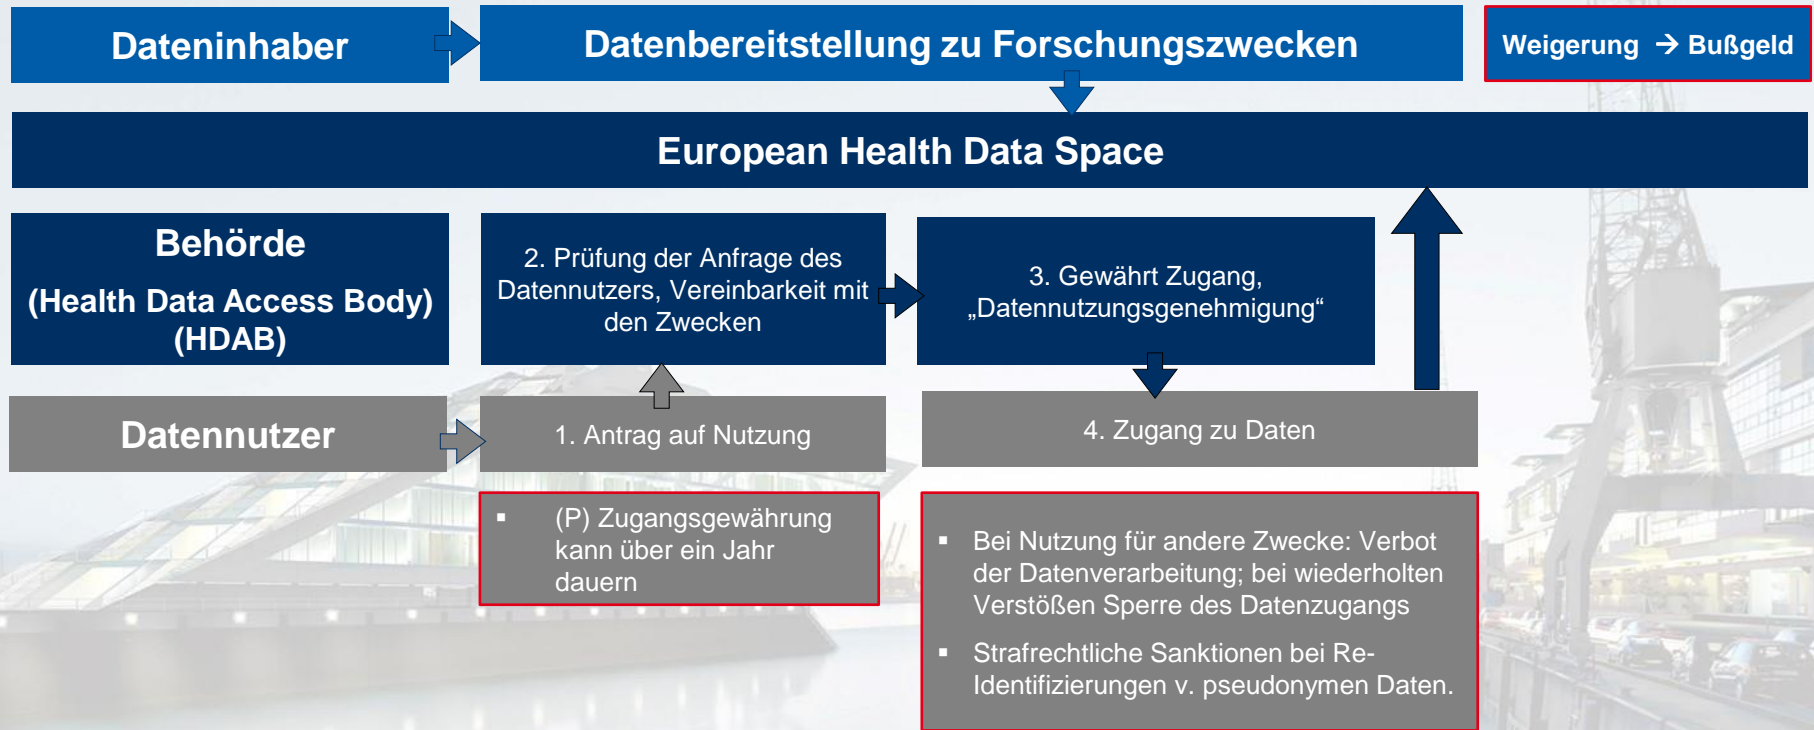 Dateninhaber
Datenbereitstellung zu Forschungszwecken
Weigerung → Bußgeld
European Health Data Space
Behörde
(Health Data Access Body)
(HDAB)
2. Prüfung der Anfrage des
Datennutzers, Vereinbarkeit mit
den Zwecken
3. Gewährt Zugang,
„Datennutzungsgenehmigung“
Datennutzer
1. Antrag auf Nutzung
4. Zugang zu Daten
▪ (P) Zugangsgewährung
kann über ein Jahr
dauern
▪ Bei Nutzung für andere Zwecke: Verbot
der Datenverarbeitung; bei wiederholten
Verstößen Sperre des Datenzugangs
▪ Strafrechtliche Sanktionen bei Re-
Identifizierungen v. pseudonymen Daten.